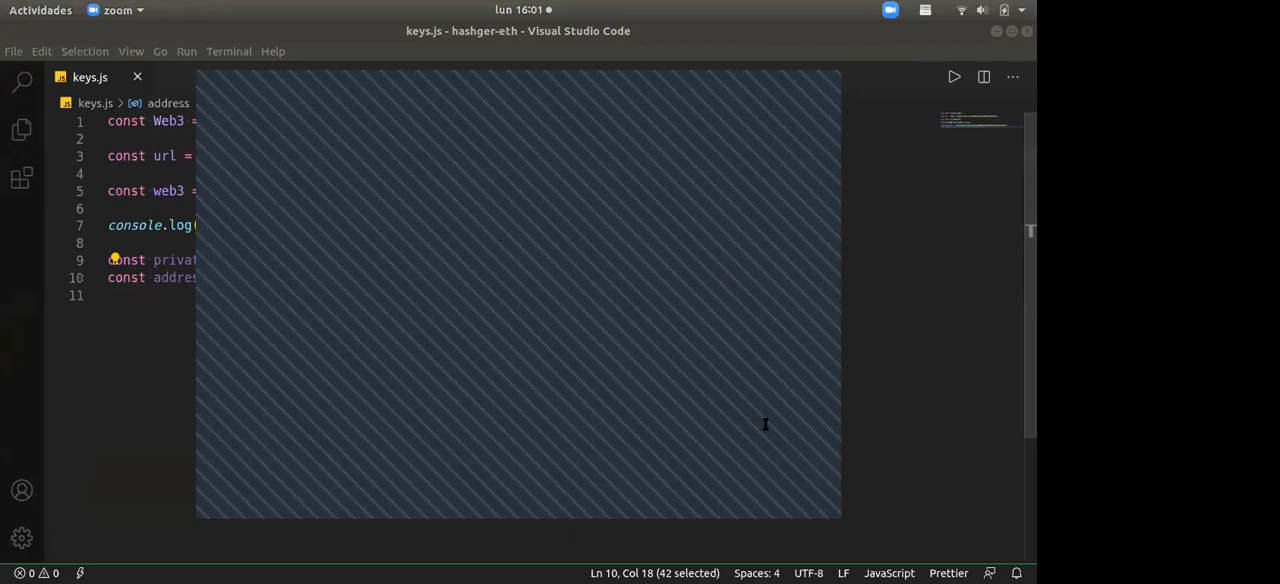 Actividades zoom lun 16:01
keys.js - hashger-eth - Visual Studio Code
File Edit Selection View Go Run Terminal Help
JS keys.js
JS keys.js > address
1 const Web3 =
2
3 const url =
4
5 const web3 =
6
7 console.log(
8
9 const privat
10 const addres
11
0 0 Ln 10, Col 18 (42 selected) Spaces: 4 UTF-8 LF JavaScript Prettier